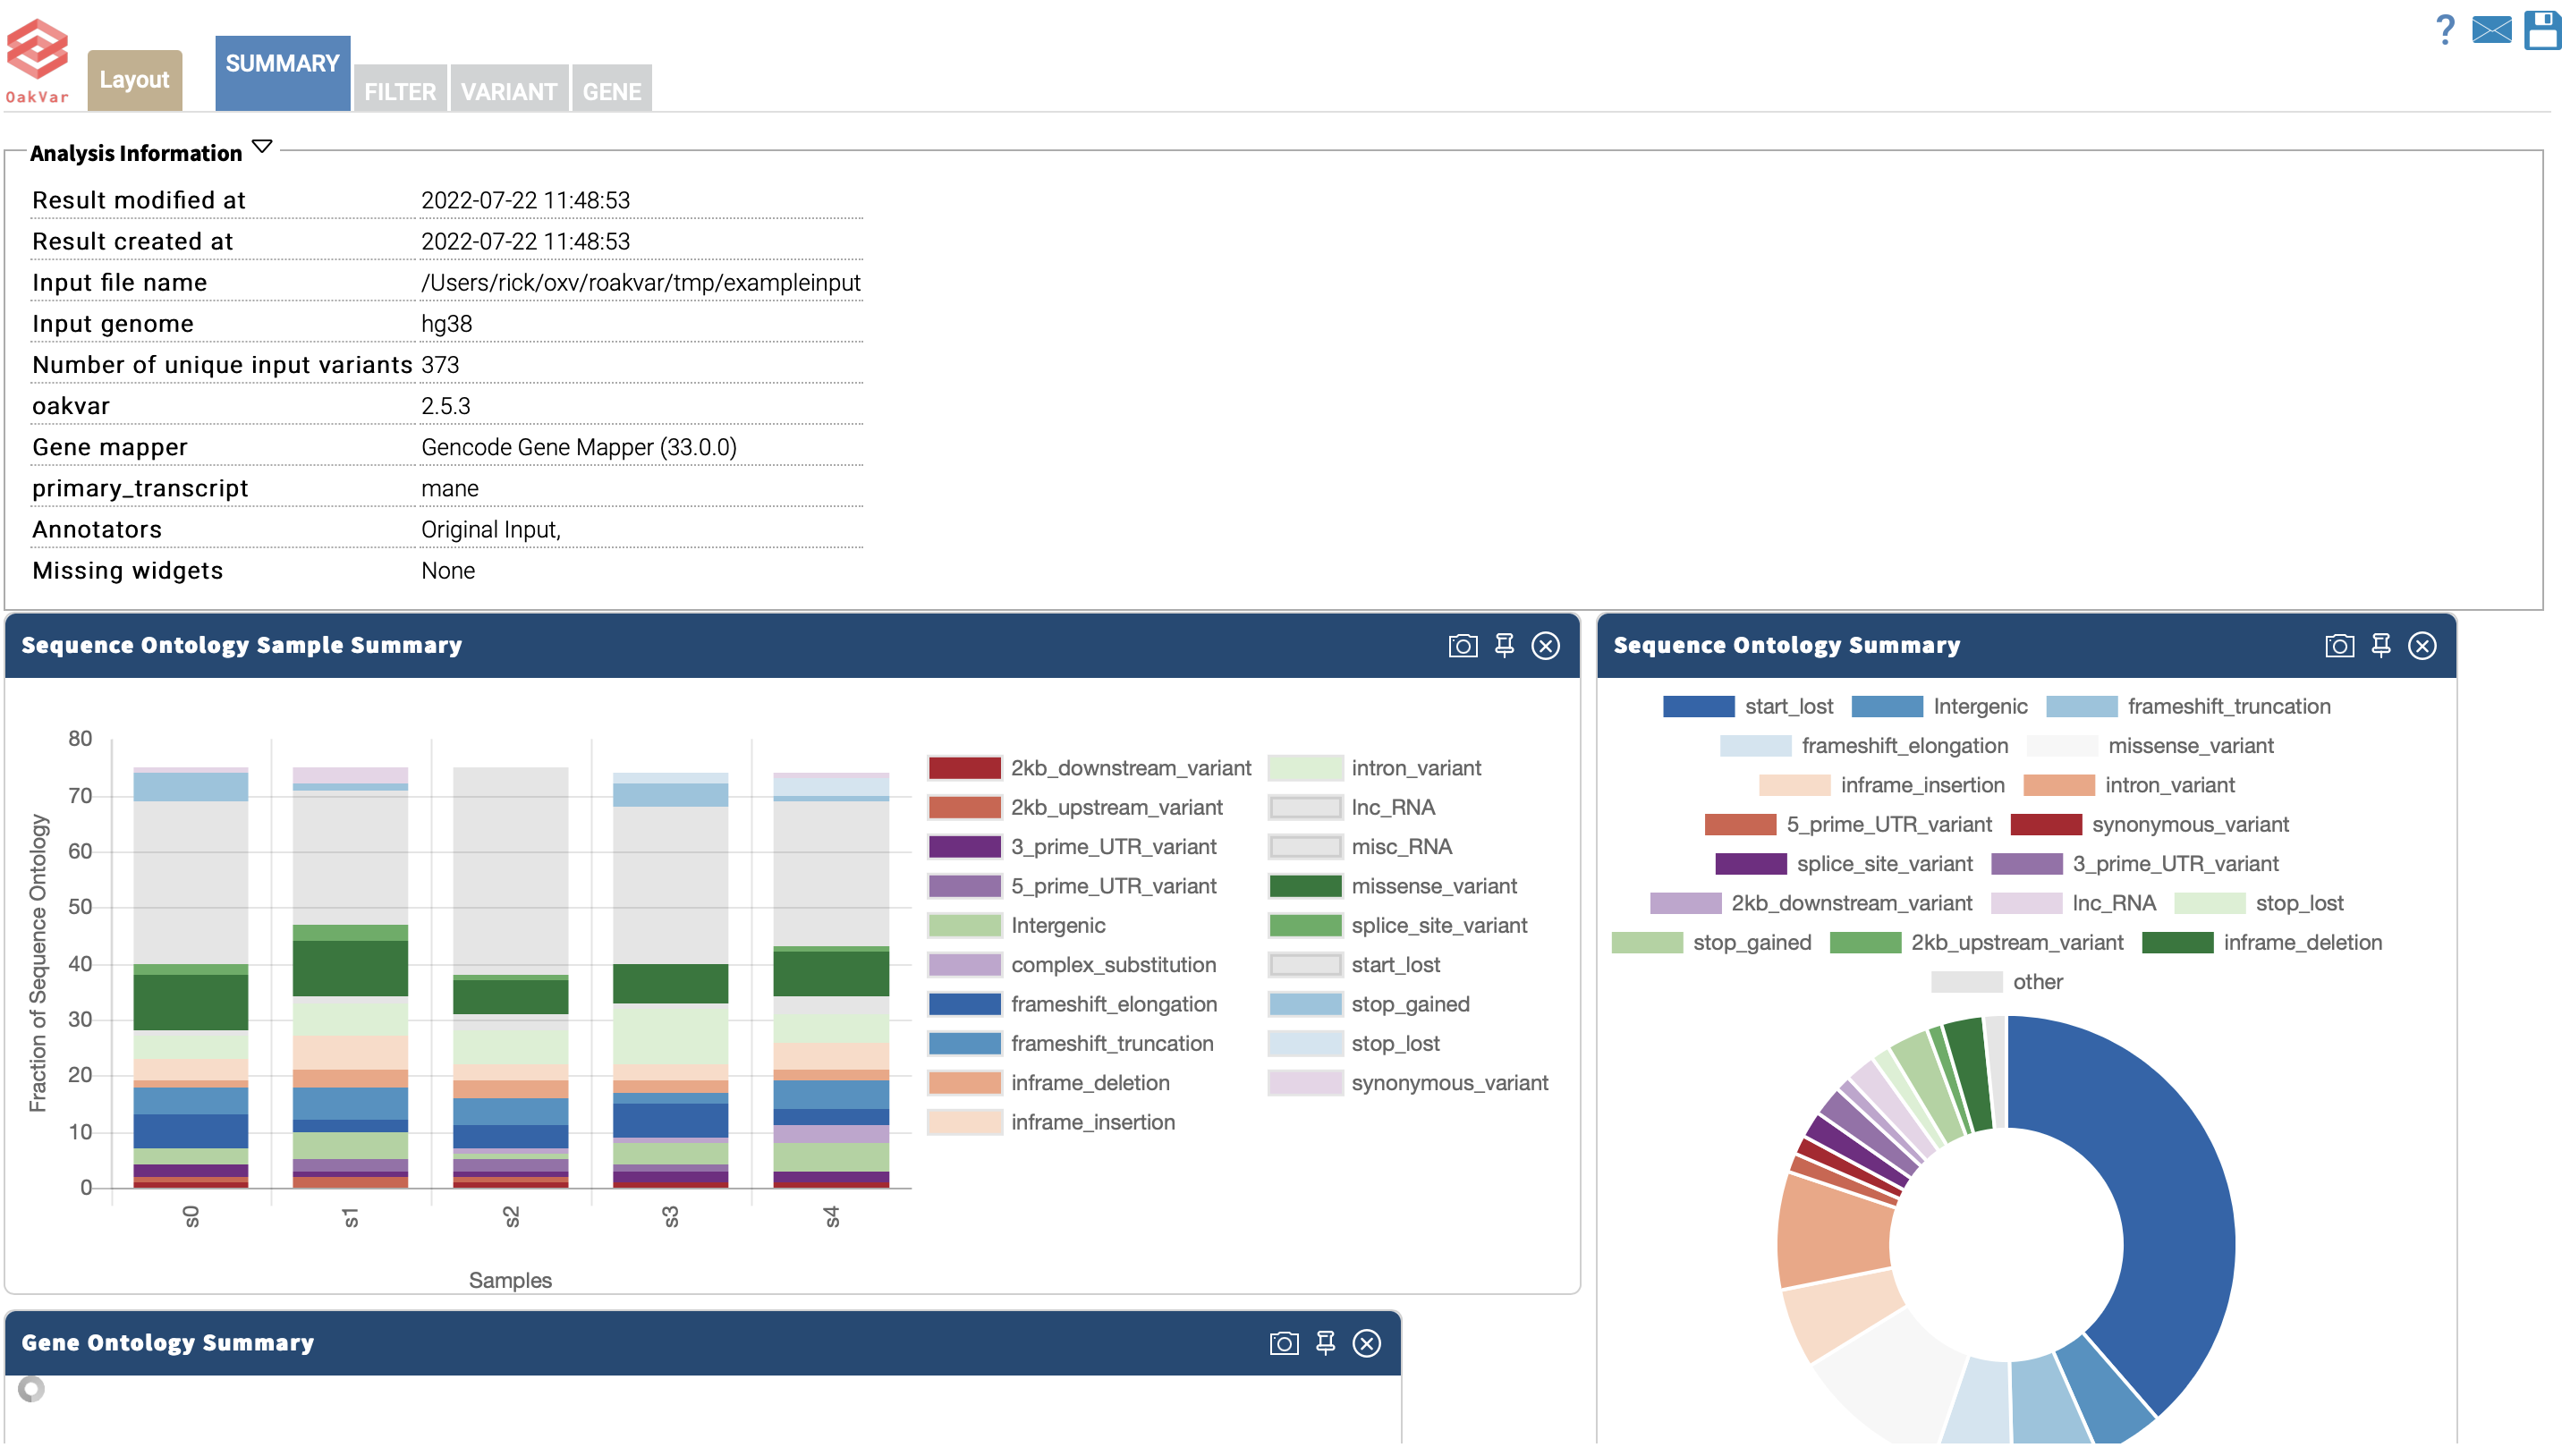 OakVar
Layout
SUMMARY
FILTER
VARIANT
GENE
?
Analysis Information
Result modified at 2022-07-22 11:48:53
Result created at 2022-07-22 11:48:53
Input file name /Users/rick/oxv/roakvar/tmp/exampleinput
Input genome hg38
Number of unique input variants 373
oakvar 2.5.3
Gene mapper Gencode Gene Mapper (33.0.0)
primary_transcript mane
Annotators Original Input,
Missing widgets None
Sequence Ontology Sample Summary
80
70
60
50
40
30
20
10
0
Fraction of Sequence Ontology
s0
s1
s2
s3
s4
Samples
2kb_downstream_variant
2kb_upstream_variant
3_prime_UTR_variant
5_prime_UTR_variant
Intergenic
complex_substitution
frameshift_elongation
frameshift_truncation
inframe_deletion
inframe_insertion
intron_variant
lnc_RNA
misc_RNA
missense_variant
splice_site_variant
start_lost
stop_gained
stop_lost
synonymous_variant
Sequence Ontology Summary
start_lost Intergenic frameshift_truncation
frameshift_elongation missense_variant
inframe_insertion intron_variant
5_prime_UTR_variant synonymous_variant
splice_site_variant 3_prime_UTR_variant
2kb_downstream_variant lnc_RNA stop_lost
stop_gained 2kb_upstream_variant inframe_deletion
other
Gene Ontology Summary